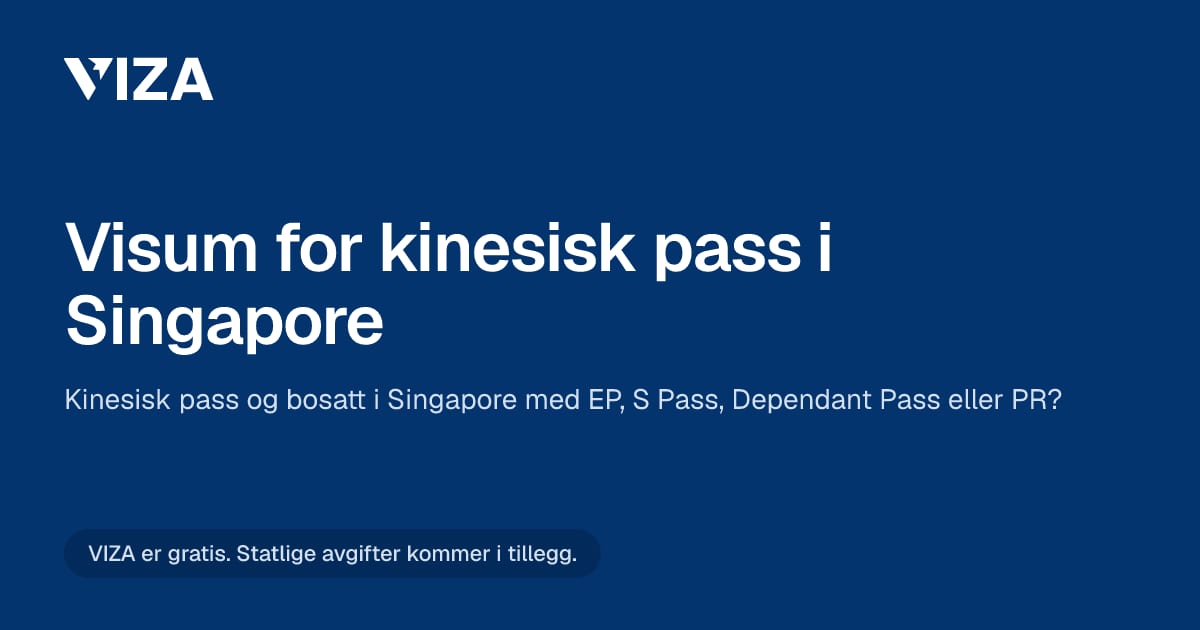 VIZA
Visum for kinesisk pass i
Singapore
Kinesisk pass og bosatt i Singapore med EP, S Pass, Dependant Pass eller PR?
VIZA er gratis. Statlige avgifter kommer i tillegg.